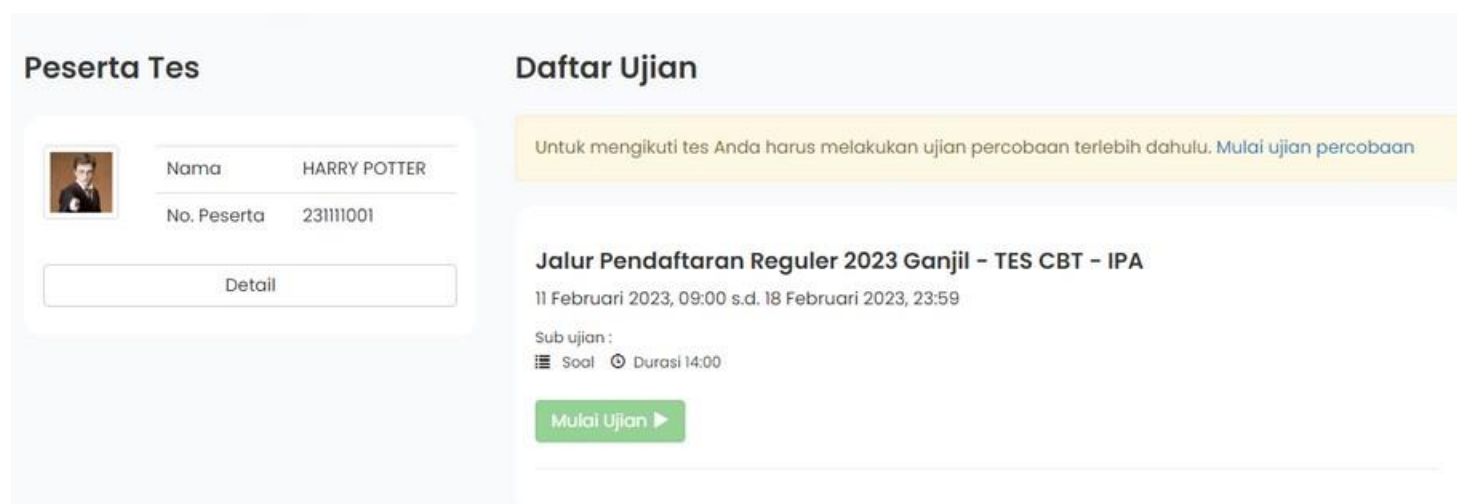 Peserta Tes
Nama HARRY POTTER
No. Peserta 231111001
Detail
Daftar Ujian
Untuk mengikuti tes Anda harus melakukan ujian percobaan terlebih dahulu. Mulai ujian percobaan
Jalur Pendaftaran Reguler 2023 Ganjil - TES CBT - IPA
11 Februari 2023, 09:00 s.d. 18 Februari 2023, 23:59
Sub ujian :
Soal Durasi 14:00
Mulai Ujian